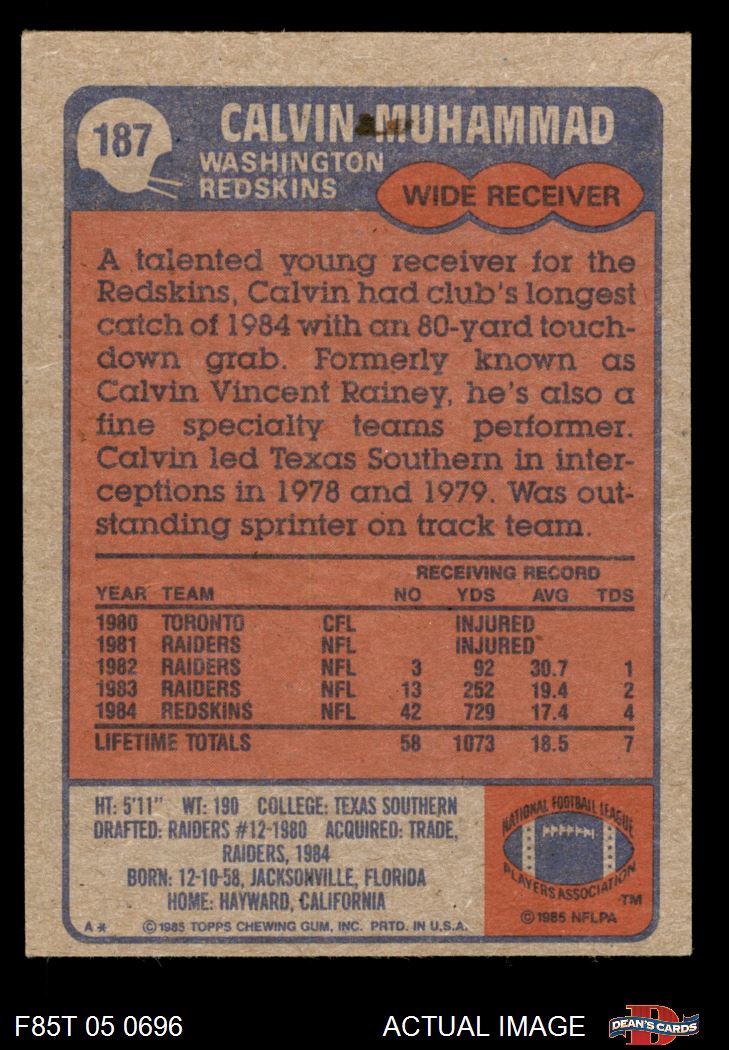 187
CALVIN MUHAMMAD
WASHINGTON
REDSKINS
WIDE RECEIVER
A talented young receiver for the
Redskins, Calvin had club's longest
catch of 1984 with an 80-yard touch-
down grab. Formerly known as
Calvin Vincent Rainey, he's also a
fine specialty teams performer.
Calvin led Texas Southern in inter-
ceptions in 1978 and 1979. Was out-
standing sprinter on track team.
RECEIVING RECORD
YEAR TEAM NO YDS AVG TDS
1980 TORONTO CFL INJURED
1981 RAIDERS NFL INJURED
1982 RAIDERS NFL 3 92 30.7 1
1983 RAIDERS NFL 13 252 19.4 2
1984 REDSKINS NFL 42 729 17.4 4
LIFETIME TOTALS 58 1073 18.5 7
HT: 5'11" WT: 190 COLLEGE: TEXAS SOUTHERN
DRAFTED: RAIDERS #12-1980 ACQUIRED: TRADE,
RAIDERS, 1984
BORN: 12-10-58, JACKSONVILLE, FLORIDA
HOME: HAYWARD, CALIFORNIA
A* ©1985 TOPPS CHEWING GUM, INC. PRTD. IN U.S.A.
NATIONAL FOOTBALL LEAGUE
PLAYERS ASSOCIATION
TM
©1985 NFLPA
F85T 05 0696
ACTUAL IMAGE
D
DEAN'S CARDS